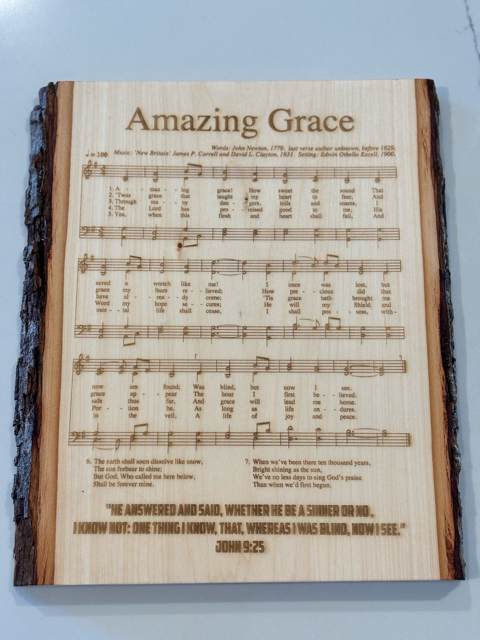 Amazing Grace
Words: John Newton, 1779; last verse author unknown, before 1829.
Music: 'New Britain' James P. Carrell and David L. Clayton, 1831. Setting: Edwin Othello Excell, 1900.
♩ = 100
1. A - maz - ing grace! How sweet the sound That
2. 'Twas grace that taught my heart to fear, And
3. Through ma - ny dan - gers, toils and snares, I
4. The Lord has pro - mised good to me, His
5. Yea, when this flesh and heart shall fail, And
saved a wretch like me! I once was lost, but
grace my fears re - lieved; How pre - cious did that
have al - rea - dy come; 'Tis grace hath brought me
Word my hope se - cures; He will my Shield and
mor - tal life shall cease, I shall pos - sess, with -
now am found; Was blind, but now I see.
grace ap - pear The hour I first be - lieved.
safe thus far, And grace will lead me home.
Por - tion be, As long as life en - dures.
in the veil, A life of joy and peace.
6. The earth shall soon dissolve like snow,
The sun forbear to shine;
But God, Who called me here below,
Shall be forever mine.
7. When we've been there ten thousand years,
Bright shining as the sun,
We've no less days to sing God's praise
Than when we'd first begun.
"HE ANSWERED AND SAID, WHETHER HE BE A SINNER OR NO,
I KNOW NOT: ONE THING I KNOW, THAT, WHEREAS I WAS BLIND, NOW I SEE."
JOHN 9:25